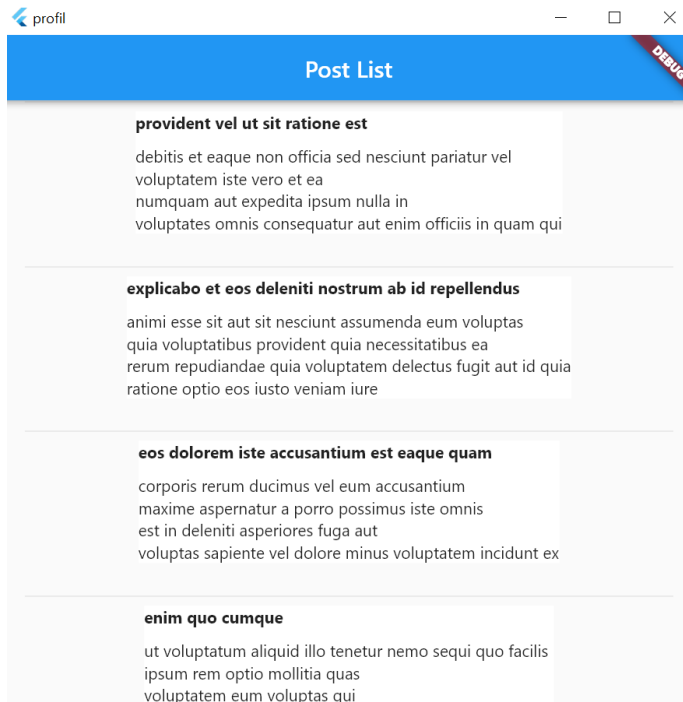 profil
Post List
DEBUG
provident vel ut sit ratione est
debitis et eaque non officia sed nesciunt pariatur vel
voluptatem iste vero et ea
numquam aut expedita ipsum nulla in
voluptates omnis consequatur aut enim officiis in quam qui
explicabo et eos deleniti nostrum ab id repellendus
animi esse sit aut sit nesciunt assumenda eum voluptas
quia voluptatibus provident quia necessitatibus ea
rerum repudiandae quia voluptatem delectus fugit aut id quia
ratione optio eos iusto veniam iure
eos dolorem iste accusantium est eaque quam
corporis rerum ducimus vel eum accusantium
maxime aspernatur a porro possimus iste omnis
est in deleniti asperiores fuga aut
voluptas sapiente vel dolore minus voluptatem incidunt ex
enim quo cumque
ut voluptatum aliquid illo tenetur nemo sequi quo facilis
ipsum rem optio mollitia quas
voluptatem eum voluptas qui